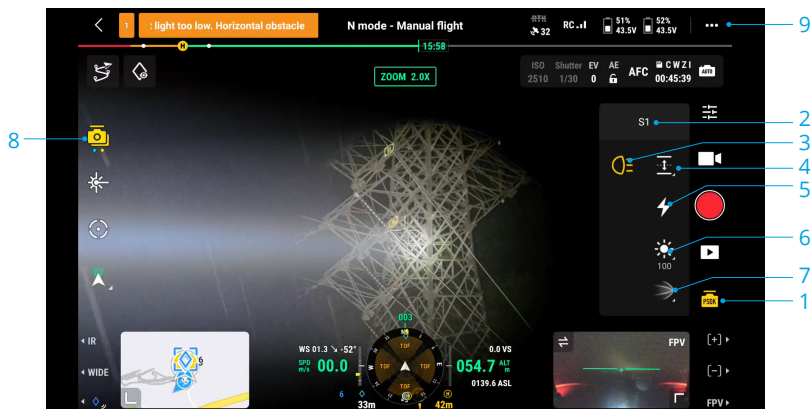 1 : light too low. Horizontal obstacle N mode - Manual flight RTK 32 RC 51% 43.5V 52% 43.5V ••• 9
H 15:58
ZOOM 2.0X
ISO 2510 Shutter 1/30 EV 0 AE AFC C W Z I 00:45:39 AUTO
S1 2
3
4
8
5
6
100
7
PSDK 1
003
N
6
WS 01.3 ↘ -52° 0.0 VS
TOF
SPD m/s 00.0 W TOF TOF E 054.7 ALT m
TOF
0139.6 ASL
6 33m H 42m
IR
WIDE
FPV
[+]
[-]
FPV